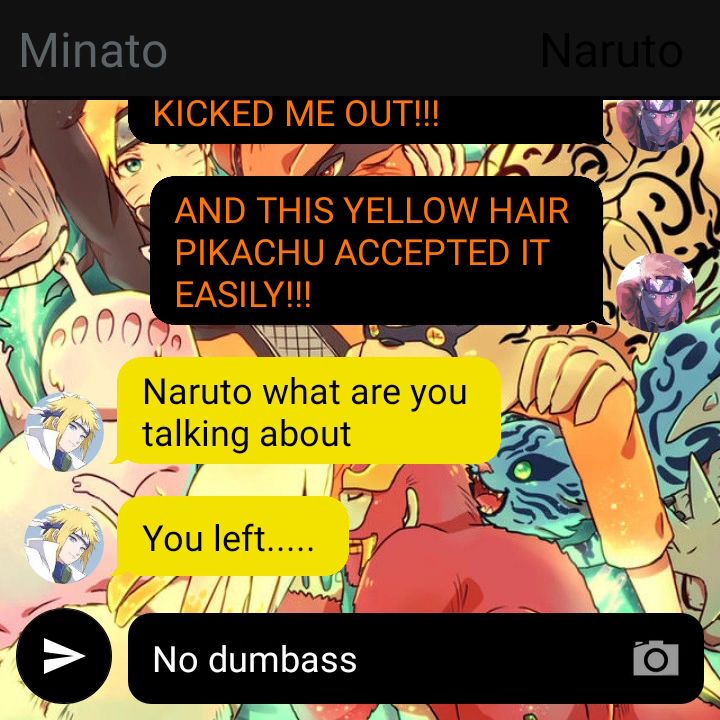 Minato
Naruto
KICKED ME OUT!!!
AND THIS YELLOW HAIR
PIKACHU ACCEPTED IT
EASILY!!!
Naruto what are you
talking about
You left.....
No dumbass